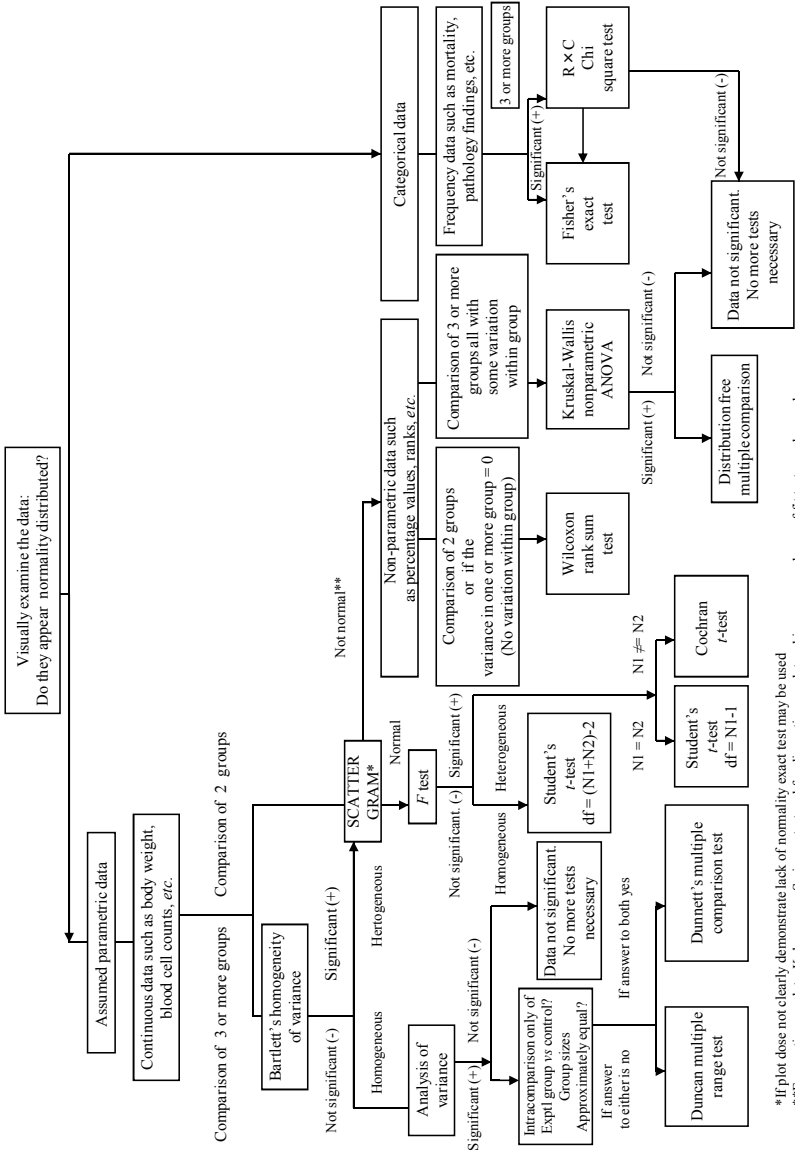 Visually examine the data:
Do they appear normality distributed?
Assumed parametric data
Continuous data such as body weight,
blood cell counts, etc.
Comparison of 3 or more groups
Comparison of 2 groups
Bartlett's homogeneity
of variance
Not significant (-)
Significant (+)
Homogeneous
Hertogeneous
SCATTER
GRAM*
Not normal**
Normal
F test
Not significant. (-)
Significant (+)
Homogeneous
Heterogeneous
Student's
t-test
df = (N1+N2)-2
N1 = N2
N1 ≠= N2
Student's
t-test
df = N1-1
Cochran
t-test
Analysis of
variance
Significant (+)
Not significant (-)
Intracomparison only of
Exptl group vs control?
Group sizes
Approximately equal?
Data not significant.
No more tests
necessary
If answer
to either is no
If answer to both yes
Duncan multiple
range test
Dunnett's multiple
comparison test
Non-parametric data such
as percentage values, ranks, etc.
Comparison of 2 groups
or if the
variance in one or more group = 0
(No variation within group)
Wilcoxon
rank sum
test
Comparison of 3 or more
groups all with
some variation
within group
Kruskal-Wallis
nonparametric
ANOVA
Significant (+)
Not significant (-)
Distribution free
multiple comparison
Data not significant.
No more tests
necessary
Categorical data
Frequency data such as mortality,
pathology findings, etc.
3 or more groups
Significant (+)
Fisher's
exact
test
R × C
Chi
square test
Not significant (-)
*If plot dose not clearly demonstrate lack of normality exact test may be used